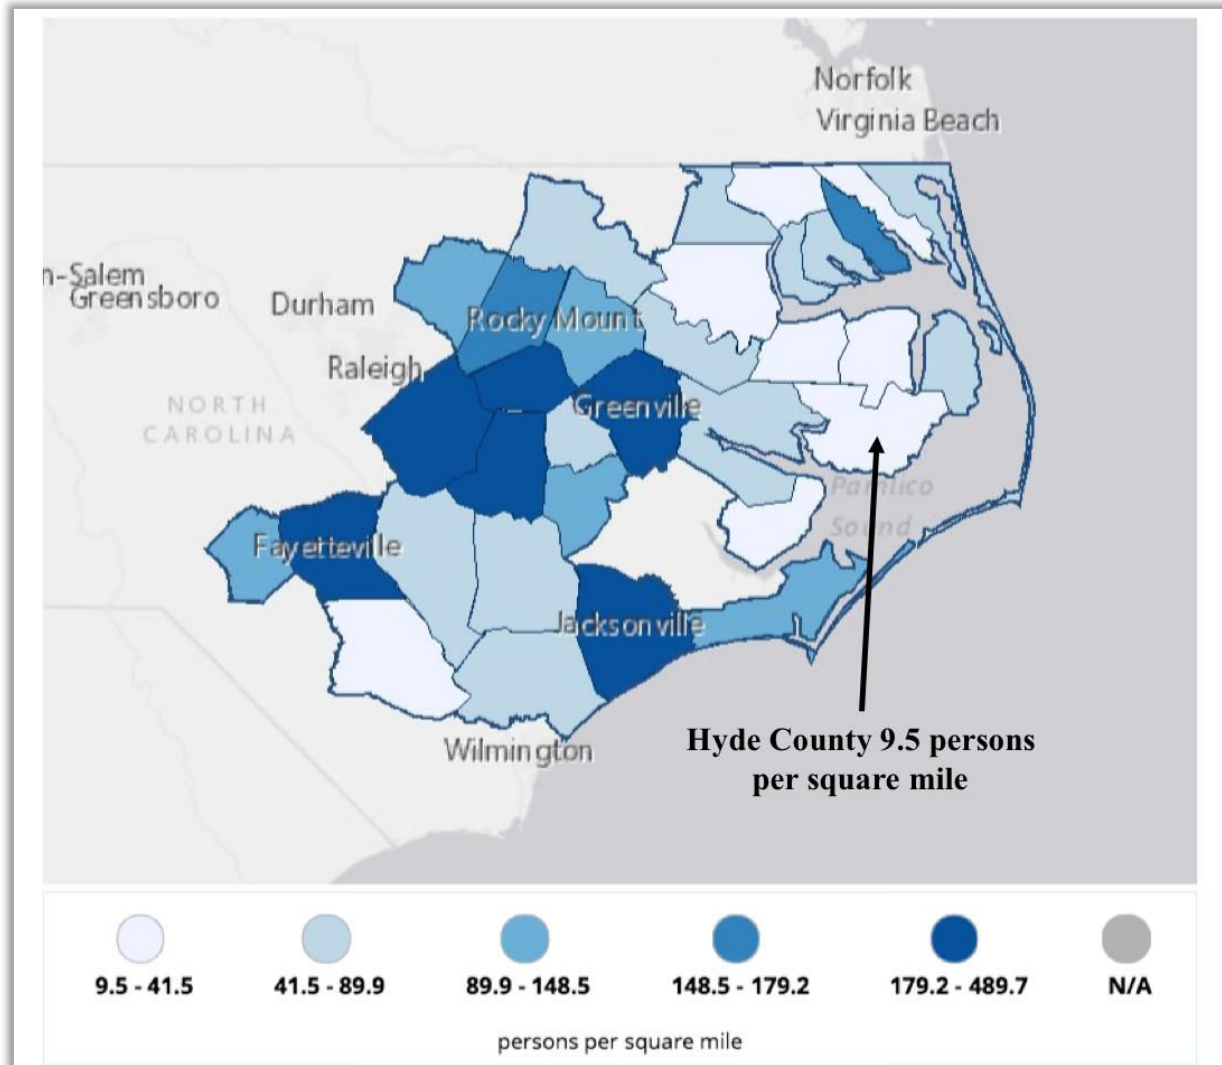 Norfolk
Virginia Beach
n-Salem
Greensboro
Durham
Rocky Mount
Raleigh
NORTH
CAROLINA
Greenville
Pamlico
Sound
Fayetteville
Jacksonville
Hyde County 9.5 persons
per square mile
Wilmington
9.5 - 41.5
41.5 - 89.9
89.9 - 148.5
148.5 - 179.2
179.2 - 489.7
N/A
persons per square mile